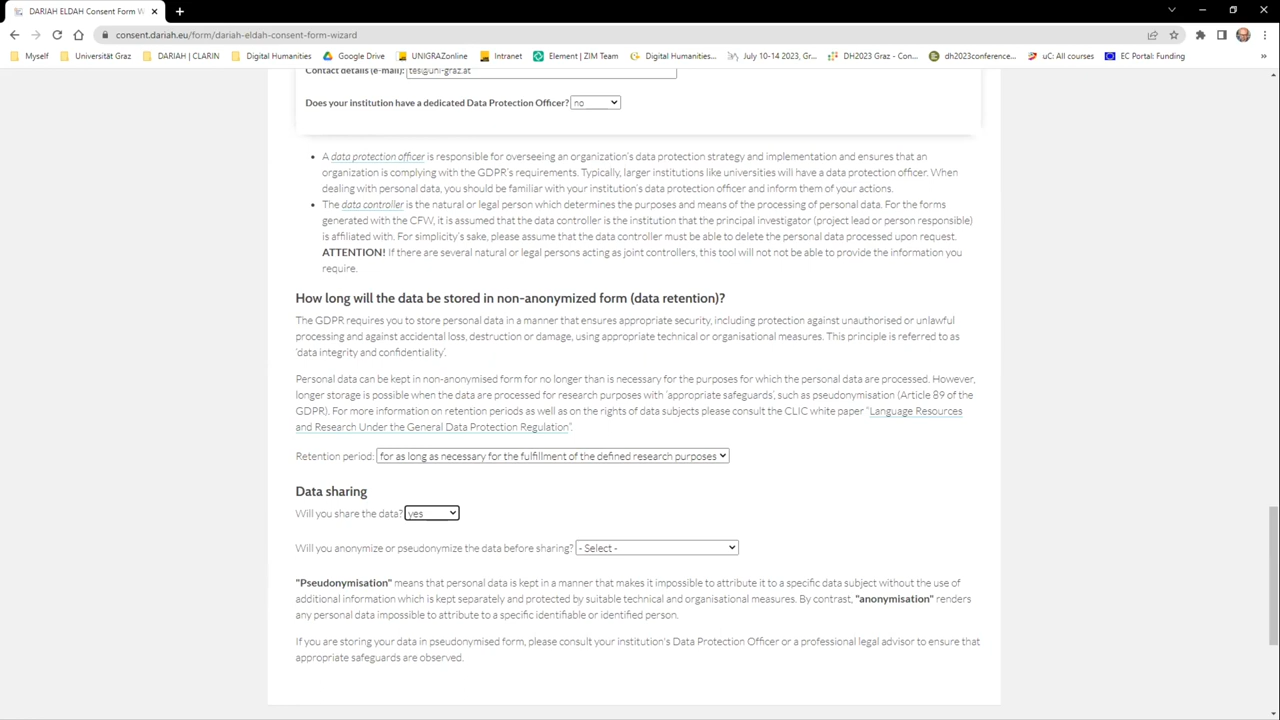 DARIAH ELDAH Consent Form W
consent.dariah.eu/form/dariah-eldah-consent-form-wizard
Myself Universität Graz DARIAH | CLARIN Digital Humanities Google Drive UNIGRAZonline Intranet Element | ZIM Team Digital Humanities... July 10-14 2023, Gr... DH2023 Graz - Goo... dh2023conference... uC: All courses EC Portal: Funding »
Contact details (e-mail): tes@uni-graz.at
Does your institution have a dedicated Data Protection Officer? no
• A data protection officer is responsible for overseeing an organization's data protection strategy and implementation and ensures that an
organization is complying with the GDPR's requirements. Typically, larger institutions like universities will have a data protection officer. When
dealing with personal data, you should be familiar with your institution's data protection officer and inform them of your actions.
• The data controller is the natural or legal person which determines the purposes and means of the processing of personal data. For the forms
generated with the CFW, it is assumed that the data controller is the institution that the principal investigator (project lead or person responsible)
is affiliated with. For simplicity's sake, please assume that the data controller must be able to delete the personal data processed upon request.
ATTENTION! If there are several natural or legal persons acting as joint controllers, this tool will not not be able to provide the information you
require.
How long will the data be stored in non-anonymized form (data retention)?
The GDPR requires you to store personal data in a manner that ensures appropriate security, including protection against unauthorised or unlawful
processing and against accidental loss, destruction or damage, using appropriate technical or organisational measures. This principle is referred to as
'data integrity and confidentiality'.
Personal data can be kept in non-anonymised form for no longer than is necessary for the purposes for which the personal data are processed. However,
longer storage is possible when the data are processed for research purposes with 'appropriate safeguards', such as pseudonymisation (Article 89 of the
GDPR). For more information on retention periods as well as on the rights of data subjects please consult the CLIC white paper "Language Resources
and Research Under the General Data Protection Regulation".
Retention period: for as long as necessary for the fulfillment of the defined research purposes
Data sharing
Will you share the data? yes
Will you anonymize or pseudonymize the data before sharing? - Select -
"Pseudonymisation" means that personal data is kept in a manner that makes it impossible to attribute it to a specific data subject without the use of
additional information which is kept separately and protected by suitable technical and organisational measures. By contrast, "anonymisation" renders
any personal data impossible to attribute to a specific identifiable or identified person.
If you are storing your data in pseudonymised form, please consult your institution's Data Protection Officer or a professional legal advisor to ensure that
appropriate safeguards are observed.